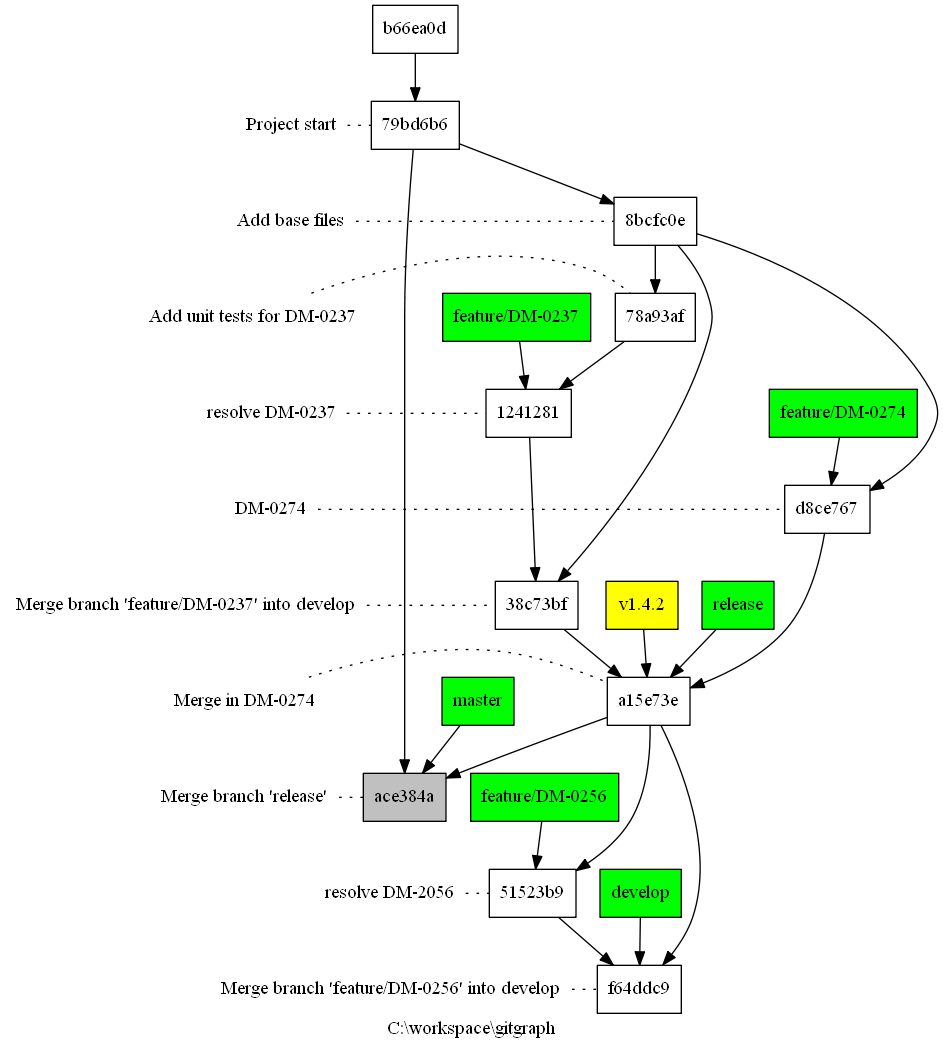 b66ea0d
Project start
79bd6b6
Add base files
8bcfc0e
Add unit tests for DM-0237
feature/DM-0237
78a93af
resolve DM-0237
1241281
feature/DM-0274
DM-0274
d8ce767
Merge branch 'feature/DM-0237' into develop
38c73bf
v1.4.2
release
Merge in DM-0274
master
a15e73e
Merge branch 'release'
ace384a
feature/DM-0256
resolve DM-2056
51523b9
develop
Merge branch 'feature/DM-0256' into develop
f64ddc9
C:\workspace\gitgraph